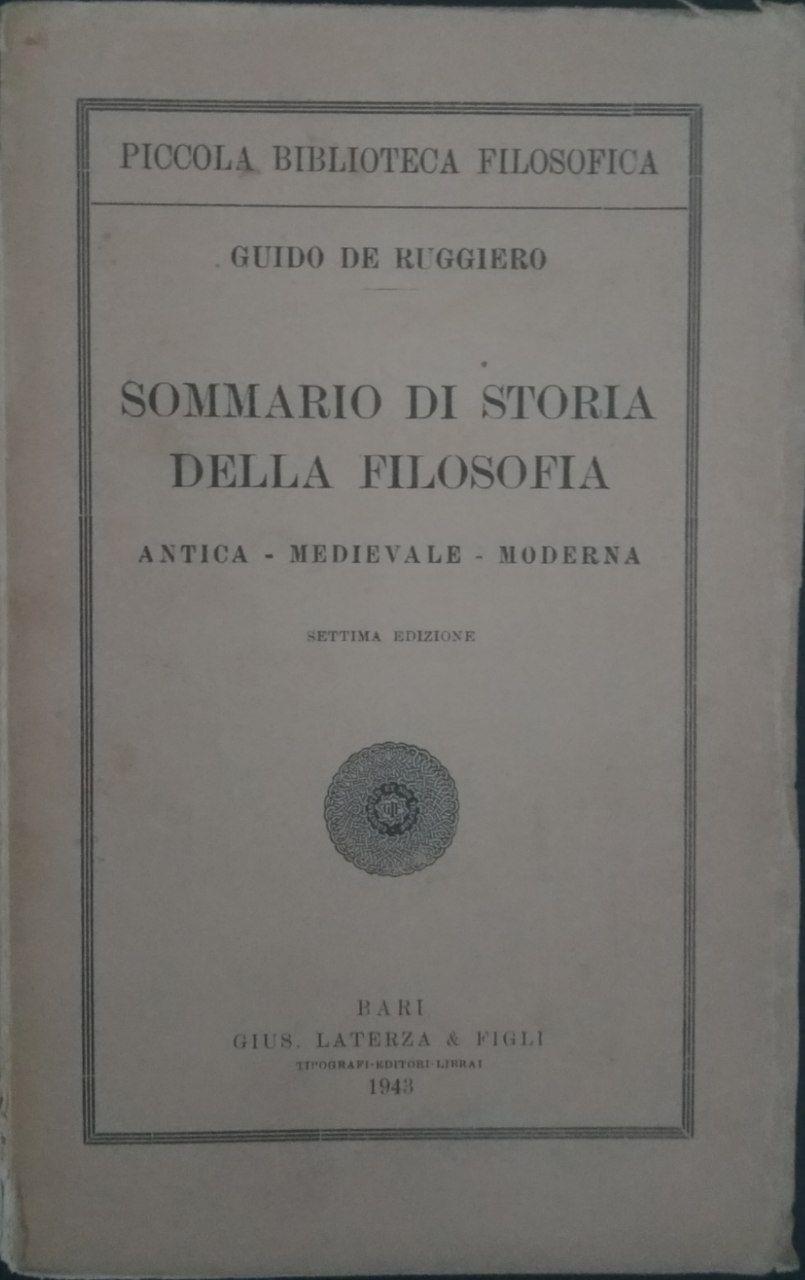 PICCOLA BIBLIOTECA FILOSOFICA
GUIDO DE RUGGIERO
SOMMARIO DI STORIA
DELLA FILOSOFIA
ANTICA - MEDIEVALE - MODERNA
SETTIMA EDIZIONE
BARI
GIUS. LATERZA & FIGLI
TIPOGRAFI-EDITORI-LIBRAI
1943